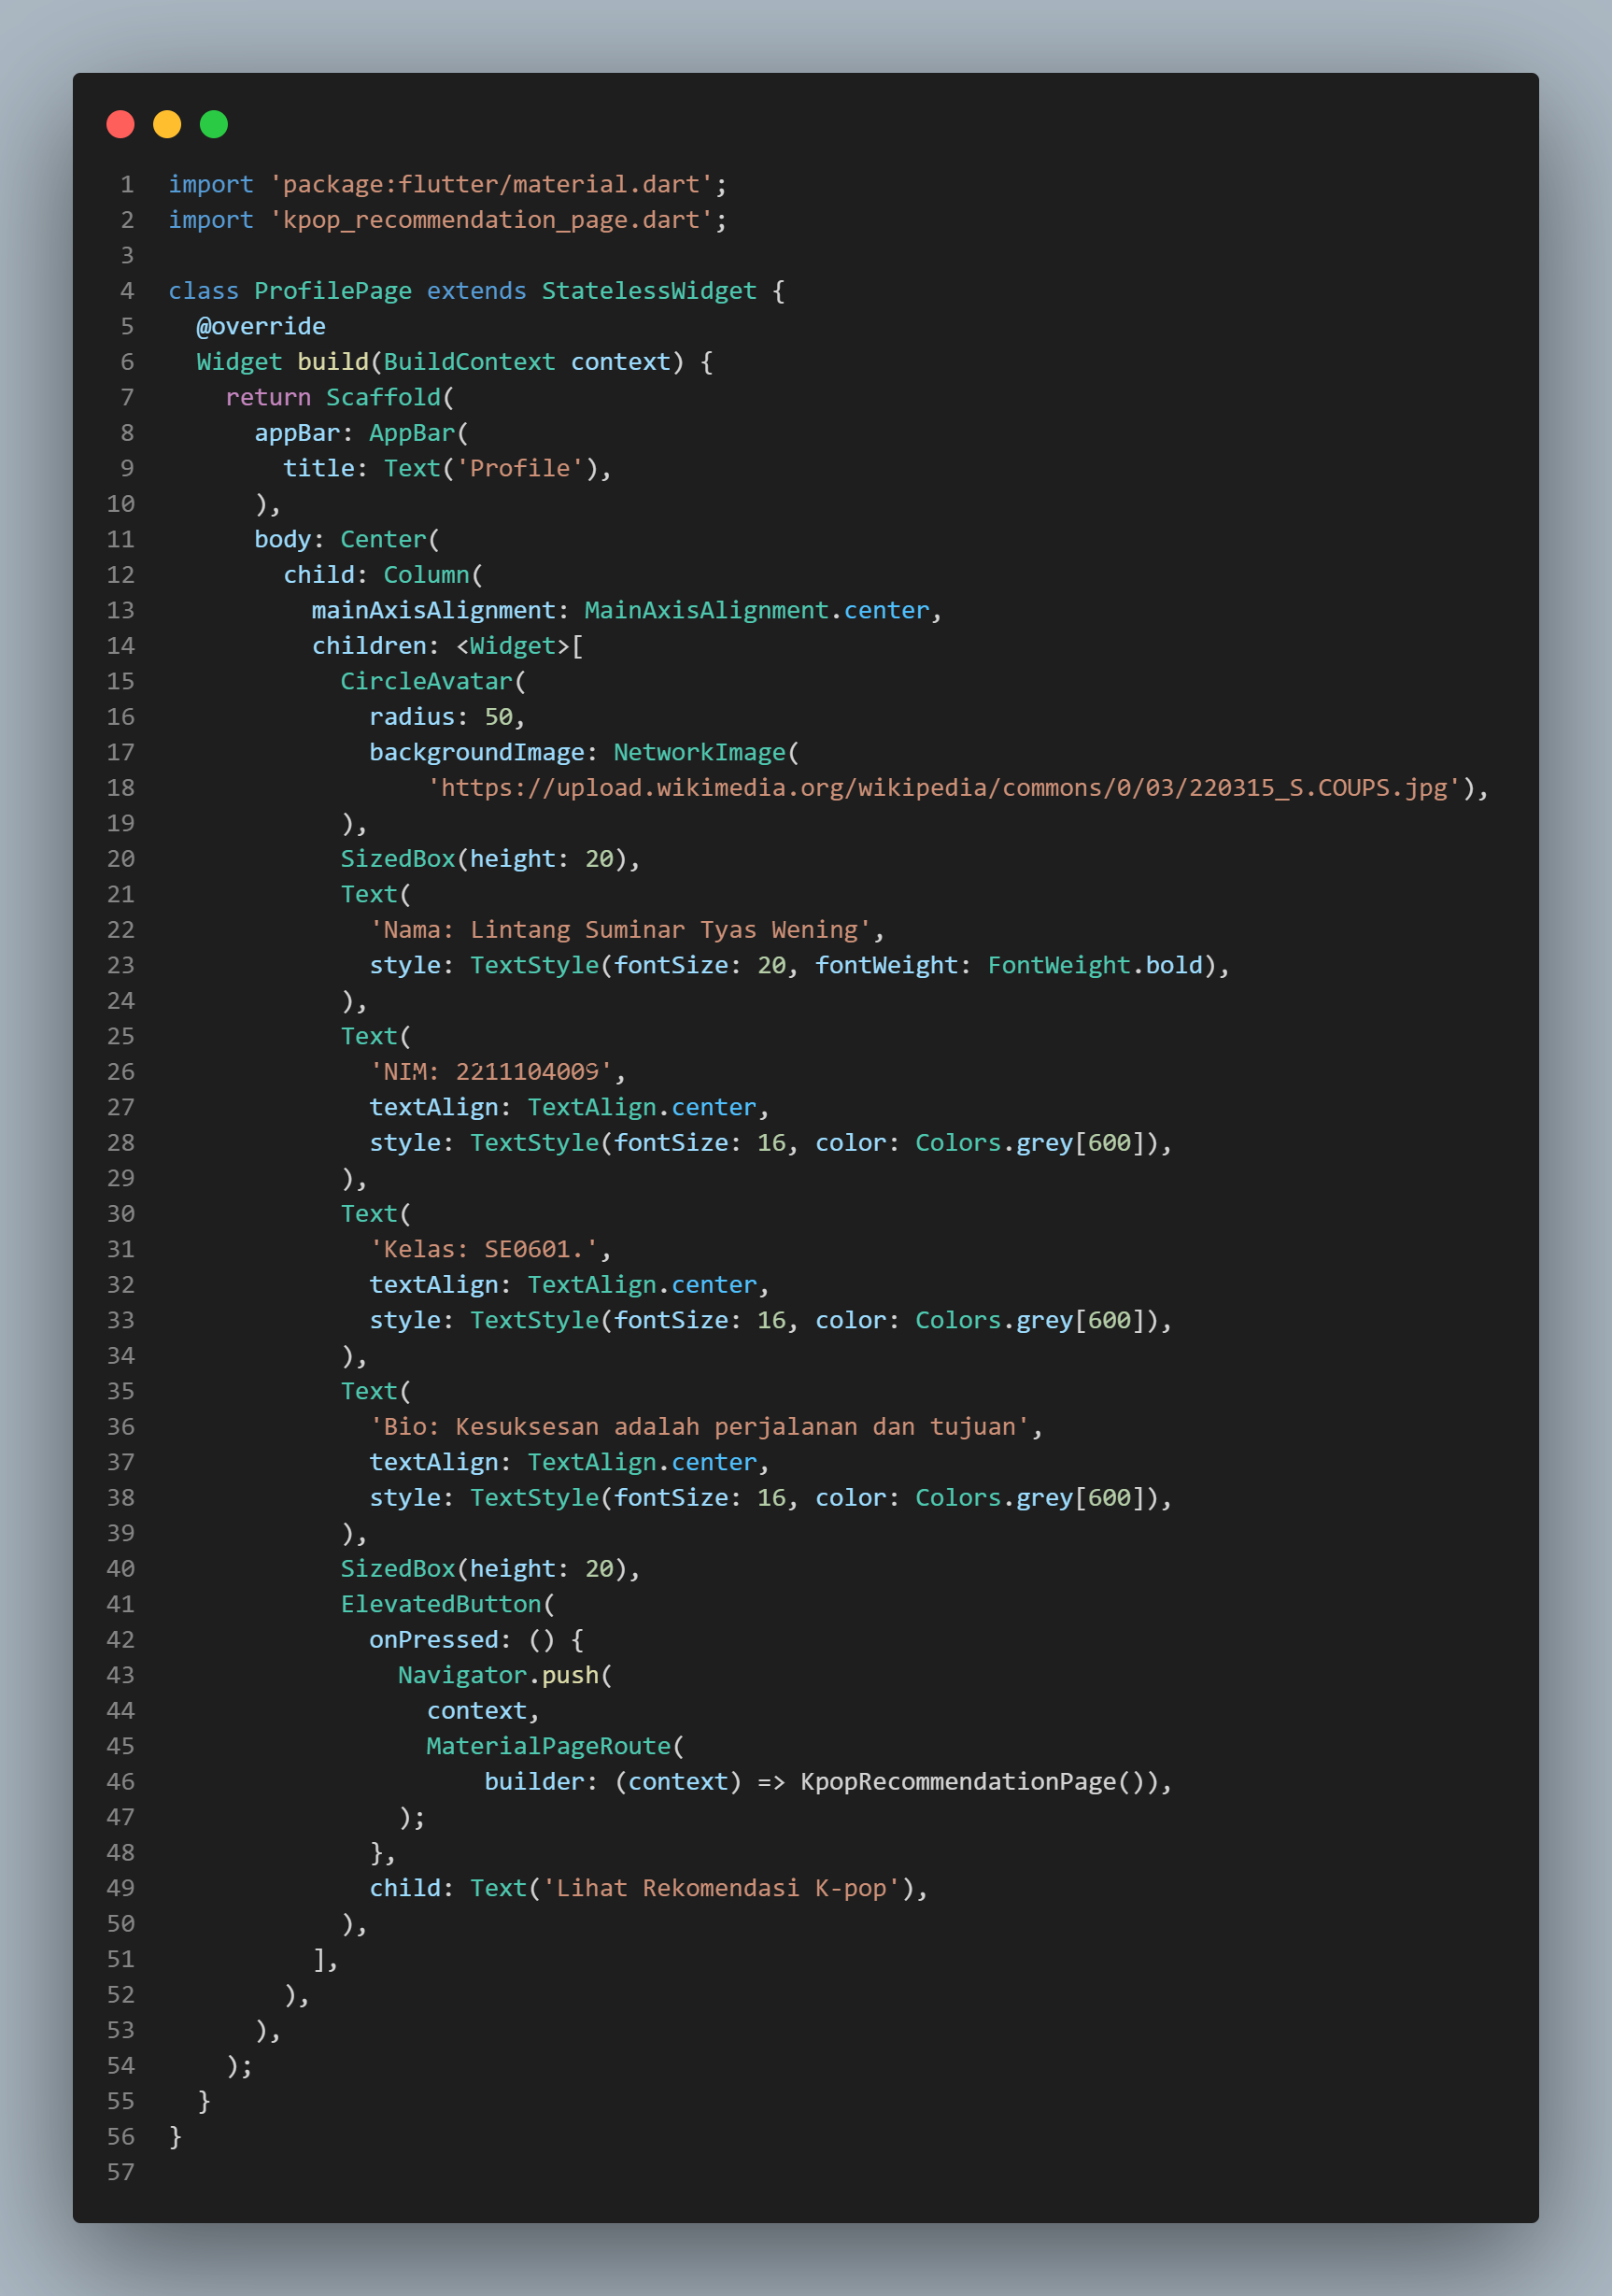 1 import 'package:flutter/material.dart';
2 import 'kpop_recommendation_page.dart';
3
4 class ProfilePage extends StatelessWidget {
5   @override
6   Widget build(BuildContext context) {
7     return Scaffold(
8       appBar: AppBar(
9         title: Text('Profile'),
10       ),
11       body: Center(
12         child: Column(
13           mainAxisAlignment: MainAxisAlignment.center,
14           children: <Widget>[
15             CircleAvatar(
16               radius: 50,
17               backgroundImage: NetworkImage(
18                   'https://upload.wikimedia.org/wikipedia/commons/0/03/220315_S.COUPS.jpg'),
19             ),
20             SizedBox(height: 20),
21             Text(
22               'Nama: Lintang Suminar Tyas Wening',
23               style: TextStyle(fontSize: 20, fontWeight: FontWeight.bold),
24             ),
25             Text(
26               'NIM: 2211104009',
27               textAlign: TextAlign.center,
28               style: TextStyle(fontSize: 16, color: Colors.grey[600]),
29             ),
30             Text(
31               'Kelas: SE0601.',
32               textAlign: TextAlign.center,
33               style: TextStyle(fontSize: 16, color: Colors.grey[600]),
34             ),
35             Text(
36               'Bio: Kesuksesan adalah perjalanan dan tujuan',
37               textAlign: TextAlign.center,
38               style: TextStyle(fontSize: 16, color: Colors.grey[600]),
39             ),
40             SizedBox(height: 20),
41             ElevatedButton(
42               onPressed: () {
43                 Navigator.push(
44                   context,
45                   MaterialPageRoute(
46                       builder: (context) => KpopRecommendationPage()),
47                 );
48               },
49               child: Text('Lihat Rekomendasi K-pop'),
50             ),
51           ],
52         ),
53       ),
54     );
55   }
56 }
57